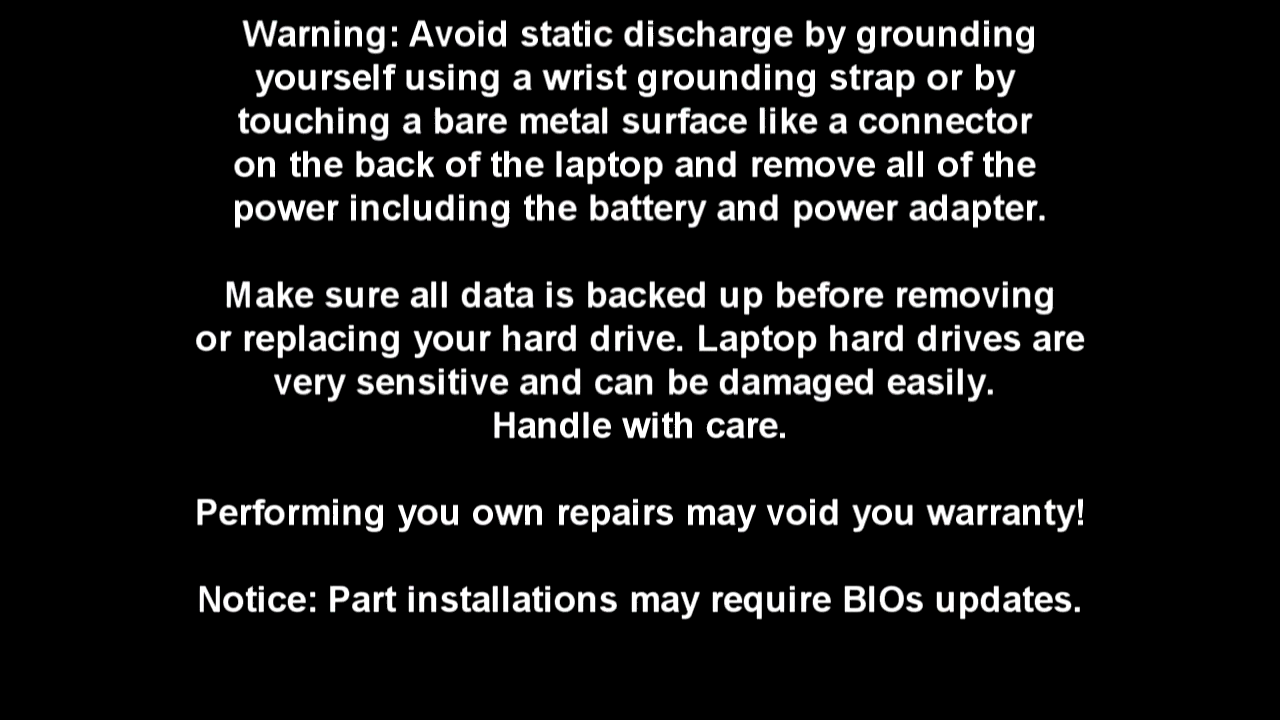 Warning: Avoid static discharge by grounding
yourself using a wrist grounding strap or by
touching a bare metal surface like a connector
on the back of the laptop and remove all of the
power including the battery and power adapter.
Make sure all data is backed up before removing
or replacing your hard drive. Laptop hard drives are
very sensitive and can be damaged easily.
Handle with care.
Performing you own repairs may void you warranty!
Notice: Part installations may require BIOs updates.